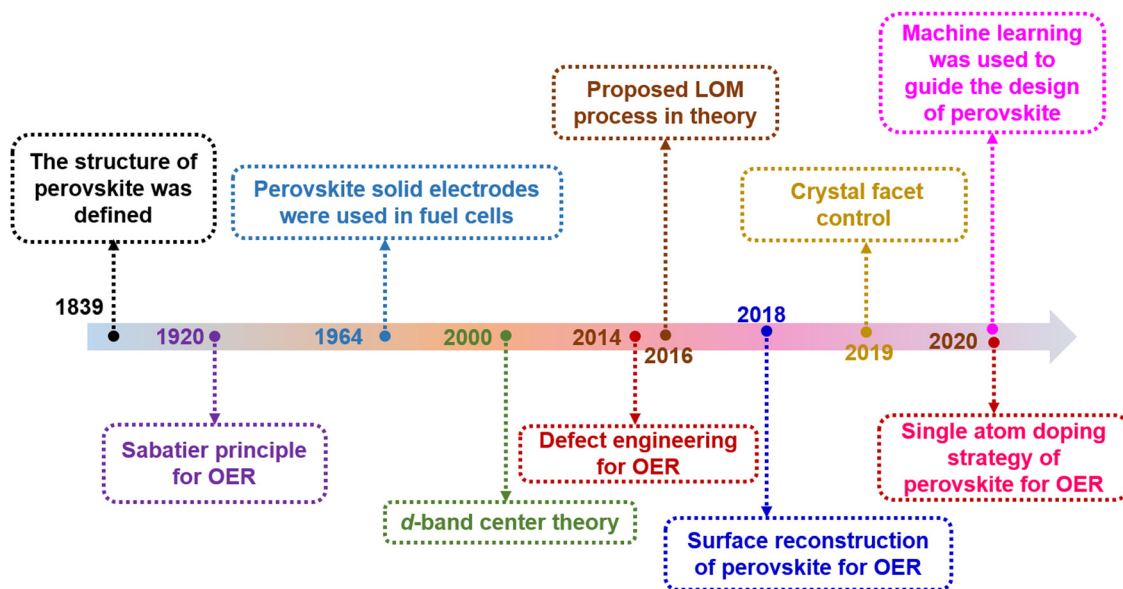 Machine learning
was used to
guide the design
of perovskite
Proposed LOM
process in theory
The structure of
perovskite was
defined
Perovskite solid electrodes
were used in fuel cells
Crystal facet
control
1839
1920
1964
2000
2014
2016
2018
2019
2020
Sabatier principle
for OER
d-band center theory
Defect engineering
for OER
Surface reconstruction
of perovskite for OER
Single atom doping
strategy of
perovskite for OER